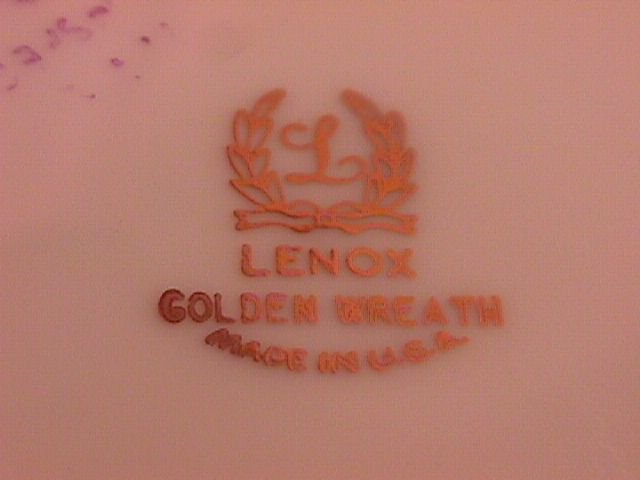 L
LENOX
GOLDEN WREATH
MADE IN U.S.A.